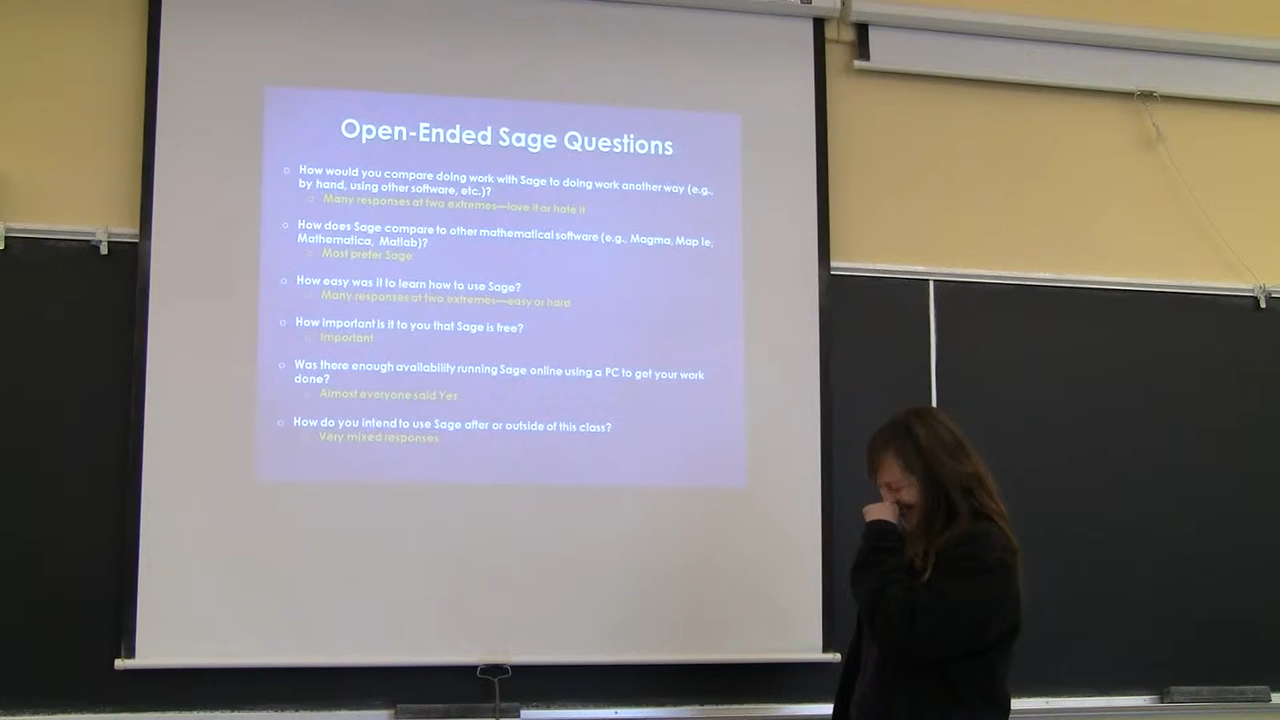 Open-Ended Sage Questions
○ How would you compare doing work with Sage to doing work another way (e.g.,
by hand, using other software, etc.)?
○ Many responses at two extremes—love it or hate it
○ How does Sage compare to other mathematical software (e.g., Magma, Map le,
Mathematica, Matlab)?
○ Most prefer Sage
○ How easy was it to learn how to use Sage?
○ Many responses at two extremes—easy or hard
○ How important is it to you that Sage is free?
○ Important
○ Was there enough availability running Sage online using a PC to get your work
done?
○ Almost everyone said Yes
○ How do you intend to use Sage after or outside of this class?
○ Very mixed responses